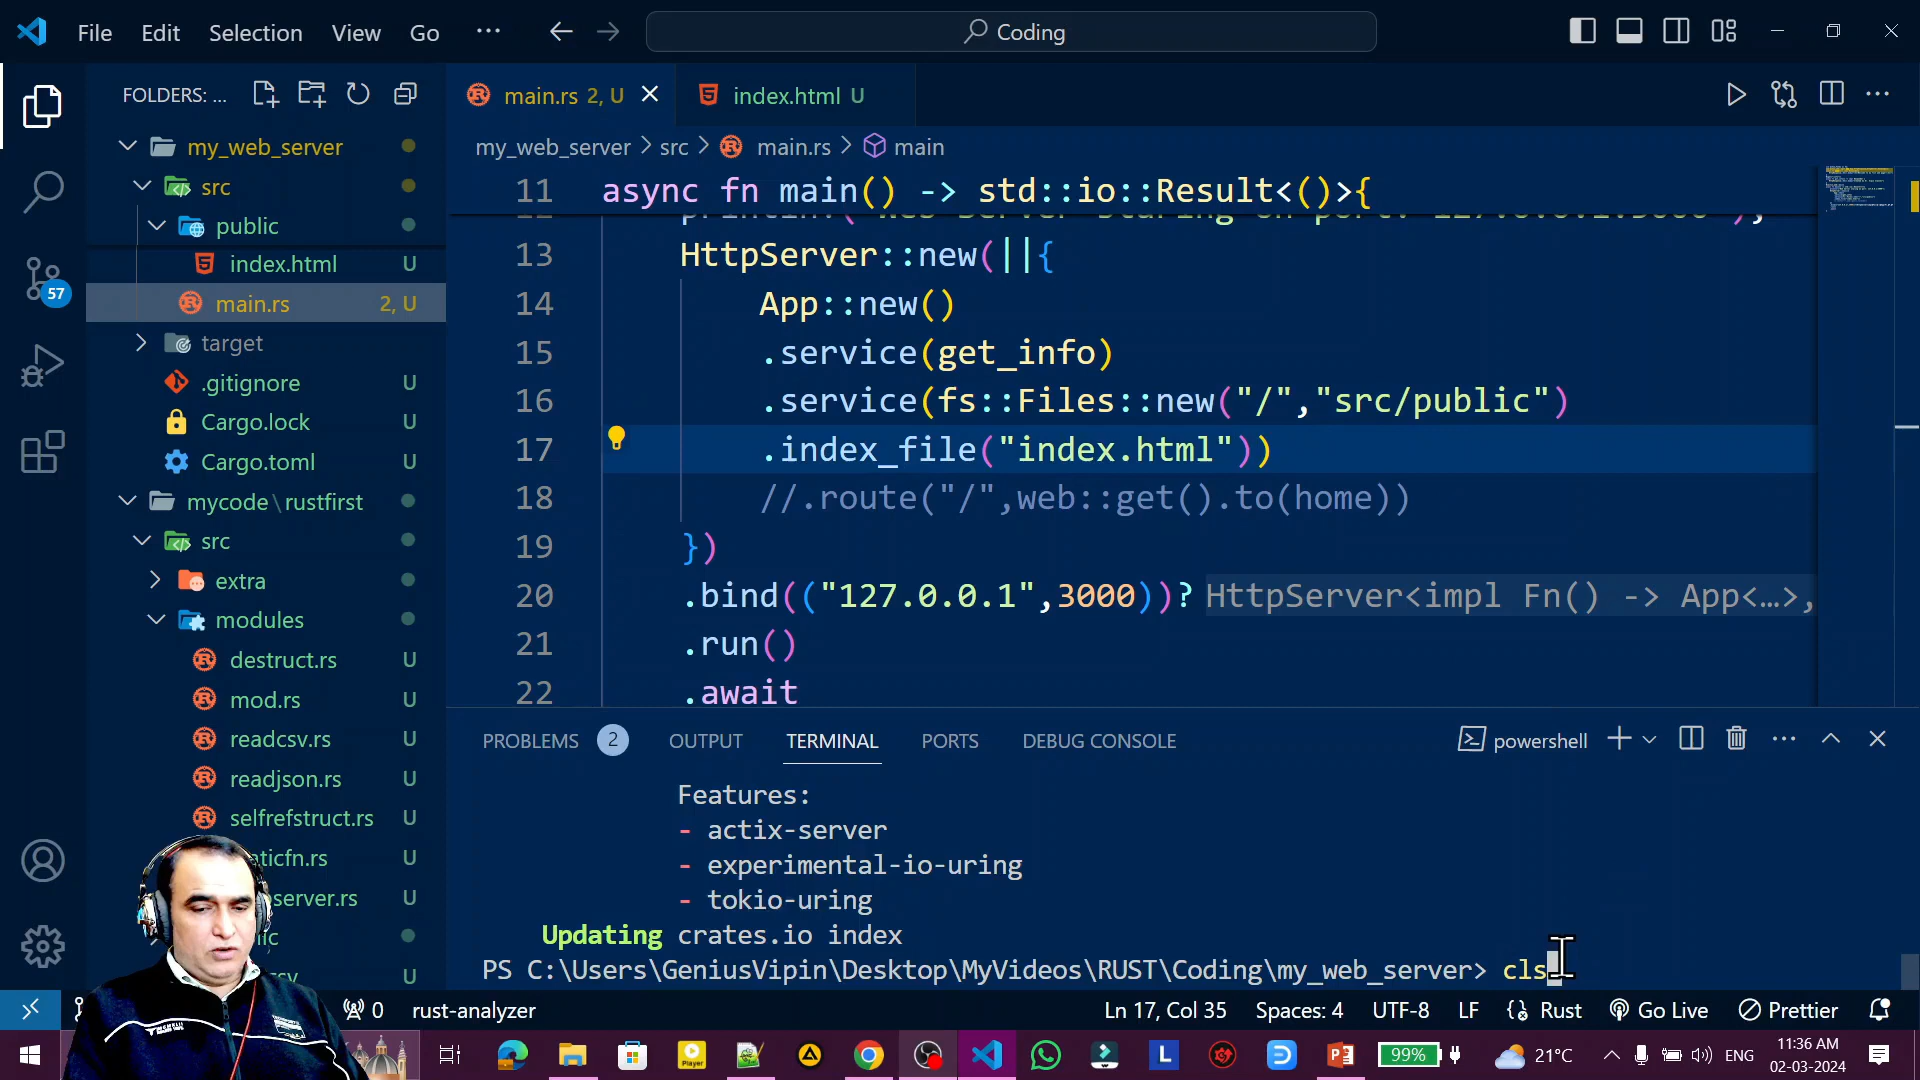 File Edit Selection View Go ··· Coding
FOLDERS: ...
main.rs 2, U
index.html U
my_web_server > src > main.rs > main
my_web_server
src
public
index.html U
main.rs 2, U
target
.gitignore U
Cargo.lock U
Cargo.toml U
mycode\rustfirst
src
extra
modules
destruct.rs U
mod.rs U
readcsv.rs U
readjson.rs U
selfrefstruct.rs U
aticfn.rs U
server.rs U
57
11 async fn main() -> std::io::Result<()>{
13 HttpServer::new(||{
14 App::new()
15 .service(get_info)
16 .service(fs::Files::new("/","src/public")
17 .index_file("index.html"))
18 //.route("/",web::get().to(home))
19 })
20 .bind(("127.0.0.1",3000))? HttpServer<impl Fn() -> App<…>,
21 .run()
22 .await
PROBLEMS 2 OUTPUT TERMINAL PORTS DEBUG CONSOLE powershell
Features:
- actix-server
- experimental-io-uring
- tokio-uring
Updating crates.io index
PS C:\Users\GeniusVipin\Desktop\MyVideos\RUST\Coding\my_web_server> cls
0 rust-analyzer Ln 17, Col 35 Spaces: 4 UTF-8 LF Rust Go Live Prettier
Player
L
99% 21°C ENG 11:36 AM
02-03-2024